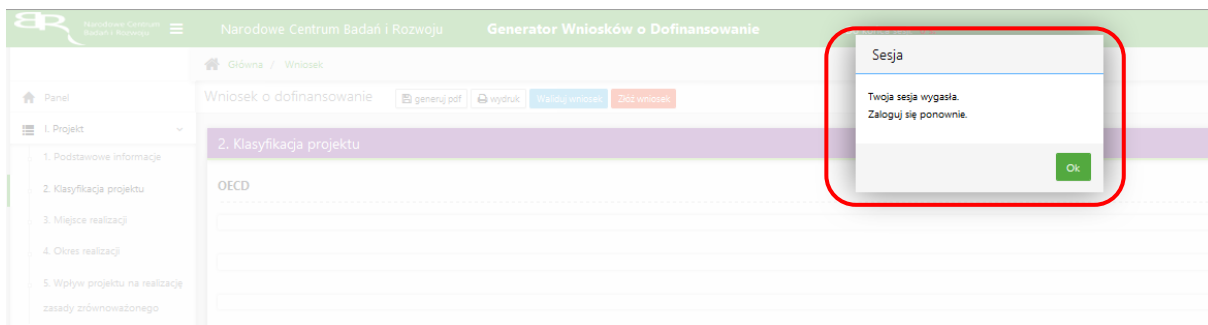 Narodowe Centrum
Badań i Rozwoju
Narodowe Centrum Badań i Rozwoju
Generator Wniosków o Dofinansowanie
Sesja
Twoja sesja wygasła.
Zaloguj się ponownie.
Ok
Główna / Wniosek
Wniosek o dofinansowanie
generuj pdf
wydruk
Waliduj wniosek
Złóż wniosek
Panel
I. Projekt
1. Podstawowe informacje
2. Klasyfikacja projektu
3. Miejsce realizacji
4. Okres realizacji
5. Wpływ projektu na realizację
zasady zrównoważonego
2. Klasyfikacja projektu
OECD